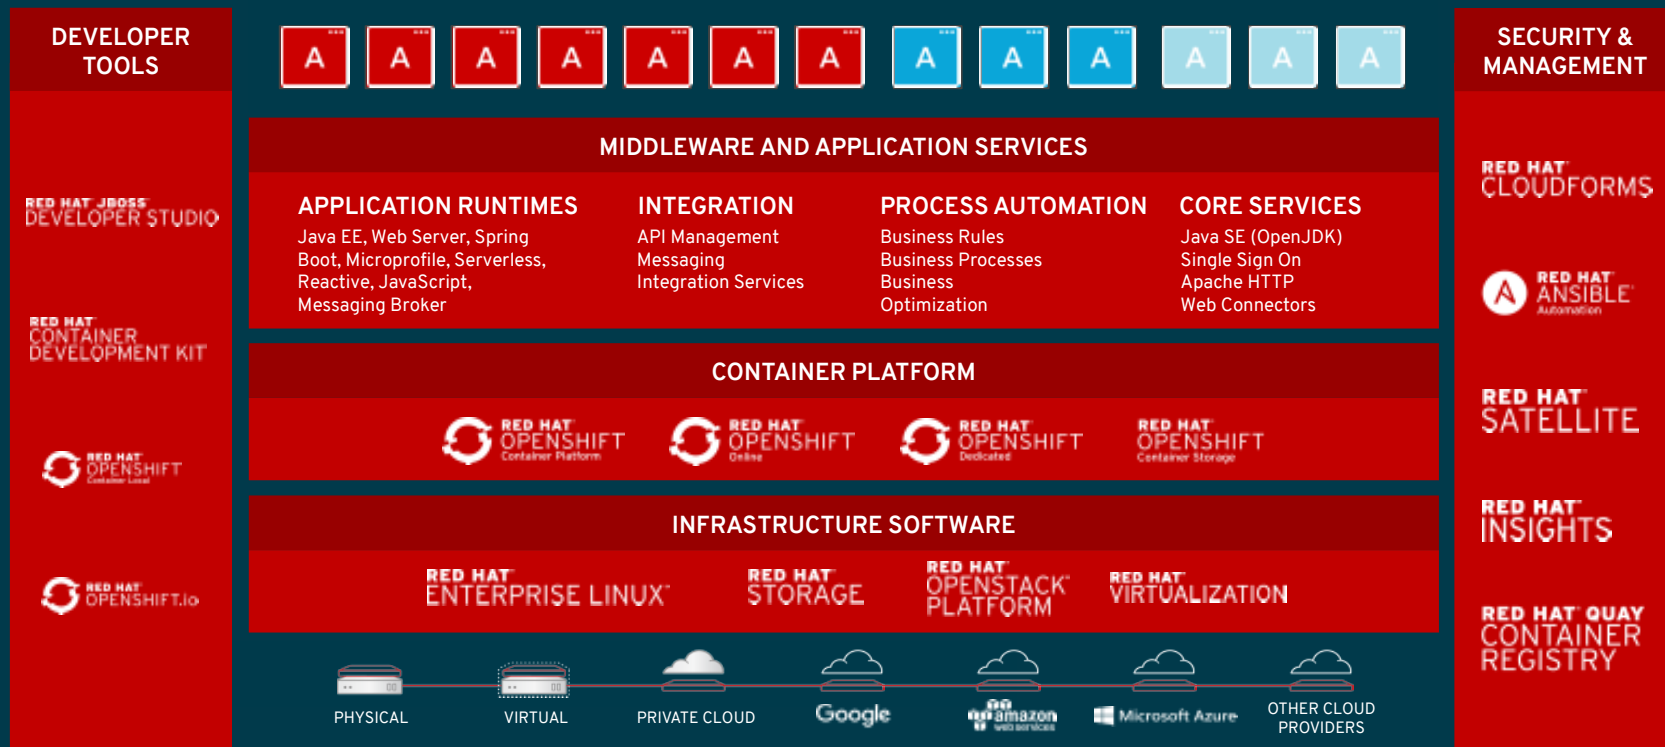 DEVELOPER
TOOLS
RED HAT JBOSS
DEVELOPER STUDIO
RED HAT
CONTAINER
DEVELOPMENT KIT
RED HAT
OPENSHIFT
Container Local
RED HAT
OPENSHIFT.io
A A A A A A A A A A A A A
MIDDLEWARE AND APPLICATION SERVICES
APPLICATION RUNTIMES
Java EE, Web Server, Spring
Boot, Microprofile, Serverless,
Reactive, JavaScript,
Messaging Broker
INTEGRATION
API Management
Messaging
Integration Services
PROCESS AUTOMATION
Business Rules
Business Processes
Business
Optimization
CORE SERVICES
Java SE (OpenJDK)
Single Sign On
Apache HTTP
Web Connectors
CONTAINER PLATFORM
RED HAT
OPENSHIFT
Container Platform
RED HAT
OPENSHIFT
Online
RED HAT
OPENSHIFT
Dedicated
RED HAT
OPENSHIFT
Container Storage
INFRASTRUCTURE SOFTWARE
RED HAT
ENTERPRISE LINUX
RED HAT
STORAGE
RED HAT
OPENSTACK
PLATFORM
RED HAT
VIRTUALIZATION
PHYSICAL
VIRTUAL
PRIVATE CLOUD
Google
amazon
web services
Microsoft Azure
OTHER CLOUD
PROVIDERS
SECURITY &
MANAGEMENT
RED HAT
CLOUDFORMS
RED HAT
ANSIBLE
Automation
RED HAT
SATELLITE
RED HAT
INSIGHTS
RED HAT QUAY
CONTAINER
REGISTRY